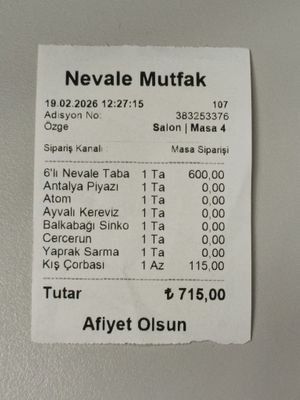 Nevale Mutfak
19.02.2026 12:27:15 107
Adisyon No: 383253376
Özge Salon | Masa 4
Sipariş Kanalı Masa Siparişi
6'lı Nevale Taba 1 Ta 600,00
Antalya Piyazı 1 Ta 0,00
Atom 1 Ta 0,00
Ayvalı Kereviz 1 Ta 0,00
Balkabağı Sinko 1 Ta 0,00
Cercerun 1 Ta 0,00
Yaprak Sarma 1 Ta 0,00
Kış Çorbası 1 Az 115,00
Tutar ₺ 715,00
Afiyet Olsun